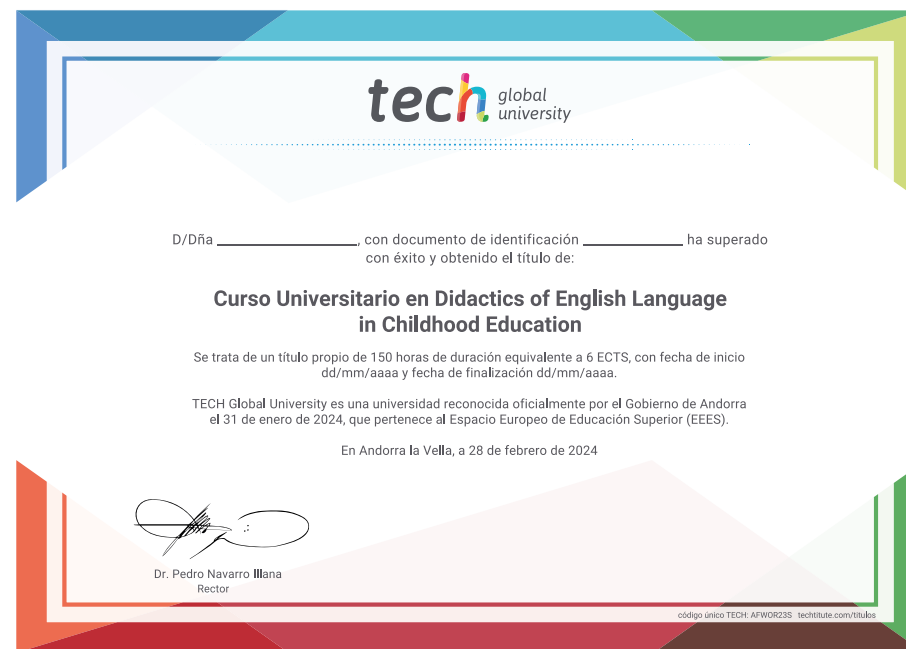 tech global university
D/Dña ____________, con documento de identificación ____________ ha superado
con éxito y obtenido el título de:
Curso Universitario en Didactics of English Language
in Childhood Education
Se trata de un título propio de 150 horas de duración equivalente a 6 ECTS, con fecha de inicio
dd/mm/aaaa y fecha de finalización dd/mm/aaaa.
TECH Global University es una universidad reconocida oficialmente por el Gobierno de Andorra
el 31 de enero de 2024, que pertenece al Espacio Europeo de Educación Superior (EEES).
En Andorra la Vella, a 28 de febrero de 2024
Dr. Pedro Navarro Illana
Rector
código único TECH: AFWOR23S techtitute.com/titulos